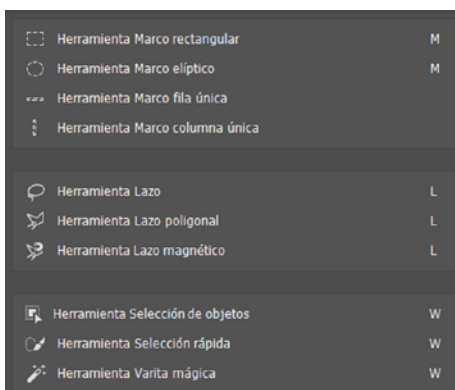 Herramienta Marco rectangular M
Herramienta Marco elíptico M
Herramienta Marco fila única
Herramienta Marco columna única
Herramienta Lazo L
Herramienta Lazo poligonal L
Herramienta Lazo magnético L
Herramienta Selección de objetos W
Herramienta Selección rápida W
Herramienta Varita mágica W